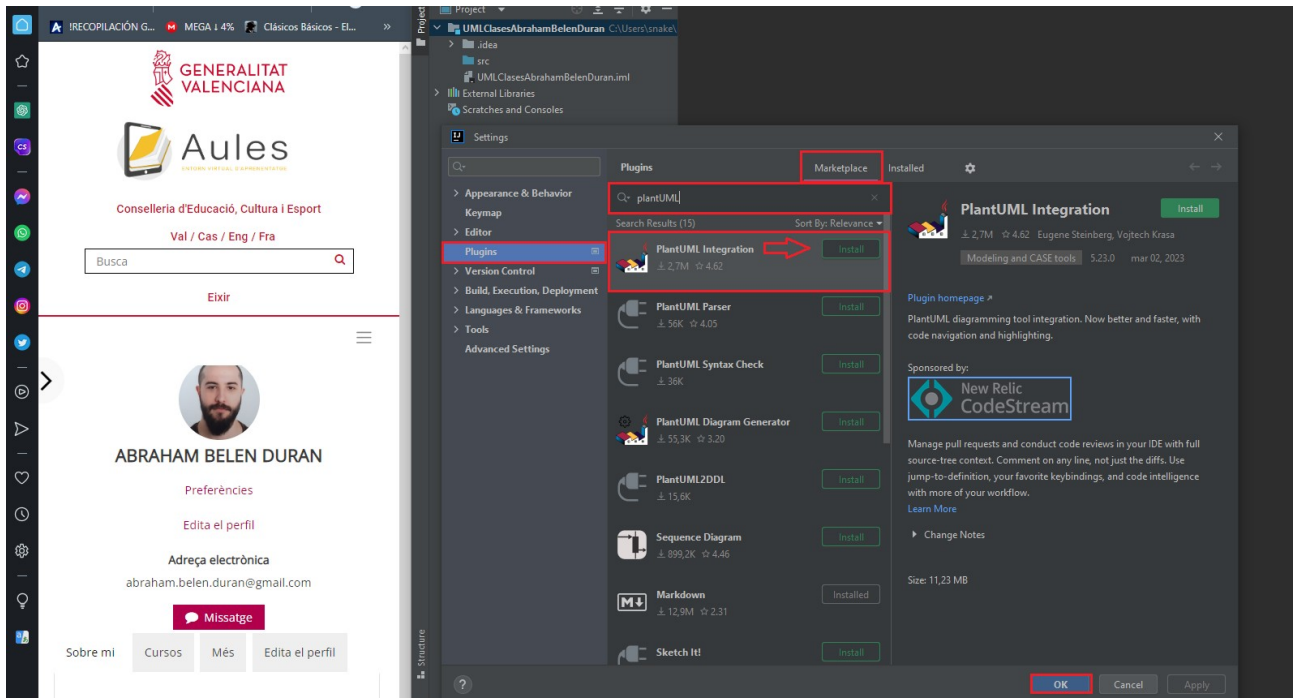 !RECOPILACIÓN G...
MEGA ⭳ 4%
Clásicos Básicos - El...
»
GENERALITAT
VALENCIANA
Aules
Conselleria d'Educació, Cultura i Esport
Val / Cas / Eng / Fra
Busca
Eixir
ABRAHAM BELEN DURAN
Preferències
Edita el perfil
Adreça electrònica
abraham.belen.duran@gmail.com
Missatge
Sobre mi
Cursos
Més
Edita el perfil
Project
Project
UMLClasesAbrahamBelenDuran C:\Users\snake\
.idea
src
UMLClasesAbrahamBelenDuran.iml
External Libraries
Scratches and Consoles
Structure
Settings
Appearance & Behavior
Keymap
Editor
Plugins
Version Control
Build, Execution, Deployment
Languages & Frameworks
Tools
Advanced Settings
Plugins
Marketplace
Installed
plantUML
Search Results (15)
Sort By: Relevance
PlantUML Integration
2,7M ☆ 4.62
Install
PlantUML Parser
56K ☆ 4.05
Install
PlantUML Syntax Check
36K
Install
PlantUML Diagram Generator
55,3K ☆ 3.20
Install
PlantUML2DDL
15,6K
Install
Sequence Diagram
899,2K ☆ 4.46
Install
Markdown
12,9M ☆ 2.31
Installed
Sketch It!
Install
PlantUML Integration
Install
2,7M ☆ 4.62 Eugene Steinberg, Vojtech Krasa
Modeling and CASE tools 5.23.0 mar 02, 2023
Plugin homepage ↗
PlantUML diagramming tool integration. Now better and faster, with
code navigation and highlighting.
Sponsored by:
New Relic
CodeStream
Manage pull requests and conduct code reviews in your IDE with full
source-tree context. Comment on any line, not just the diffs. Use
jump-to-definition, your favorite keybindings, and code intelligence
with more of your workflow.
Learn More
Change Notes
Size: 11,23 MB
?
OK
Cancel
Apply